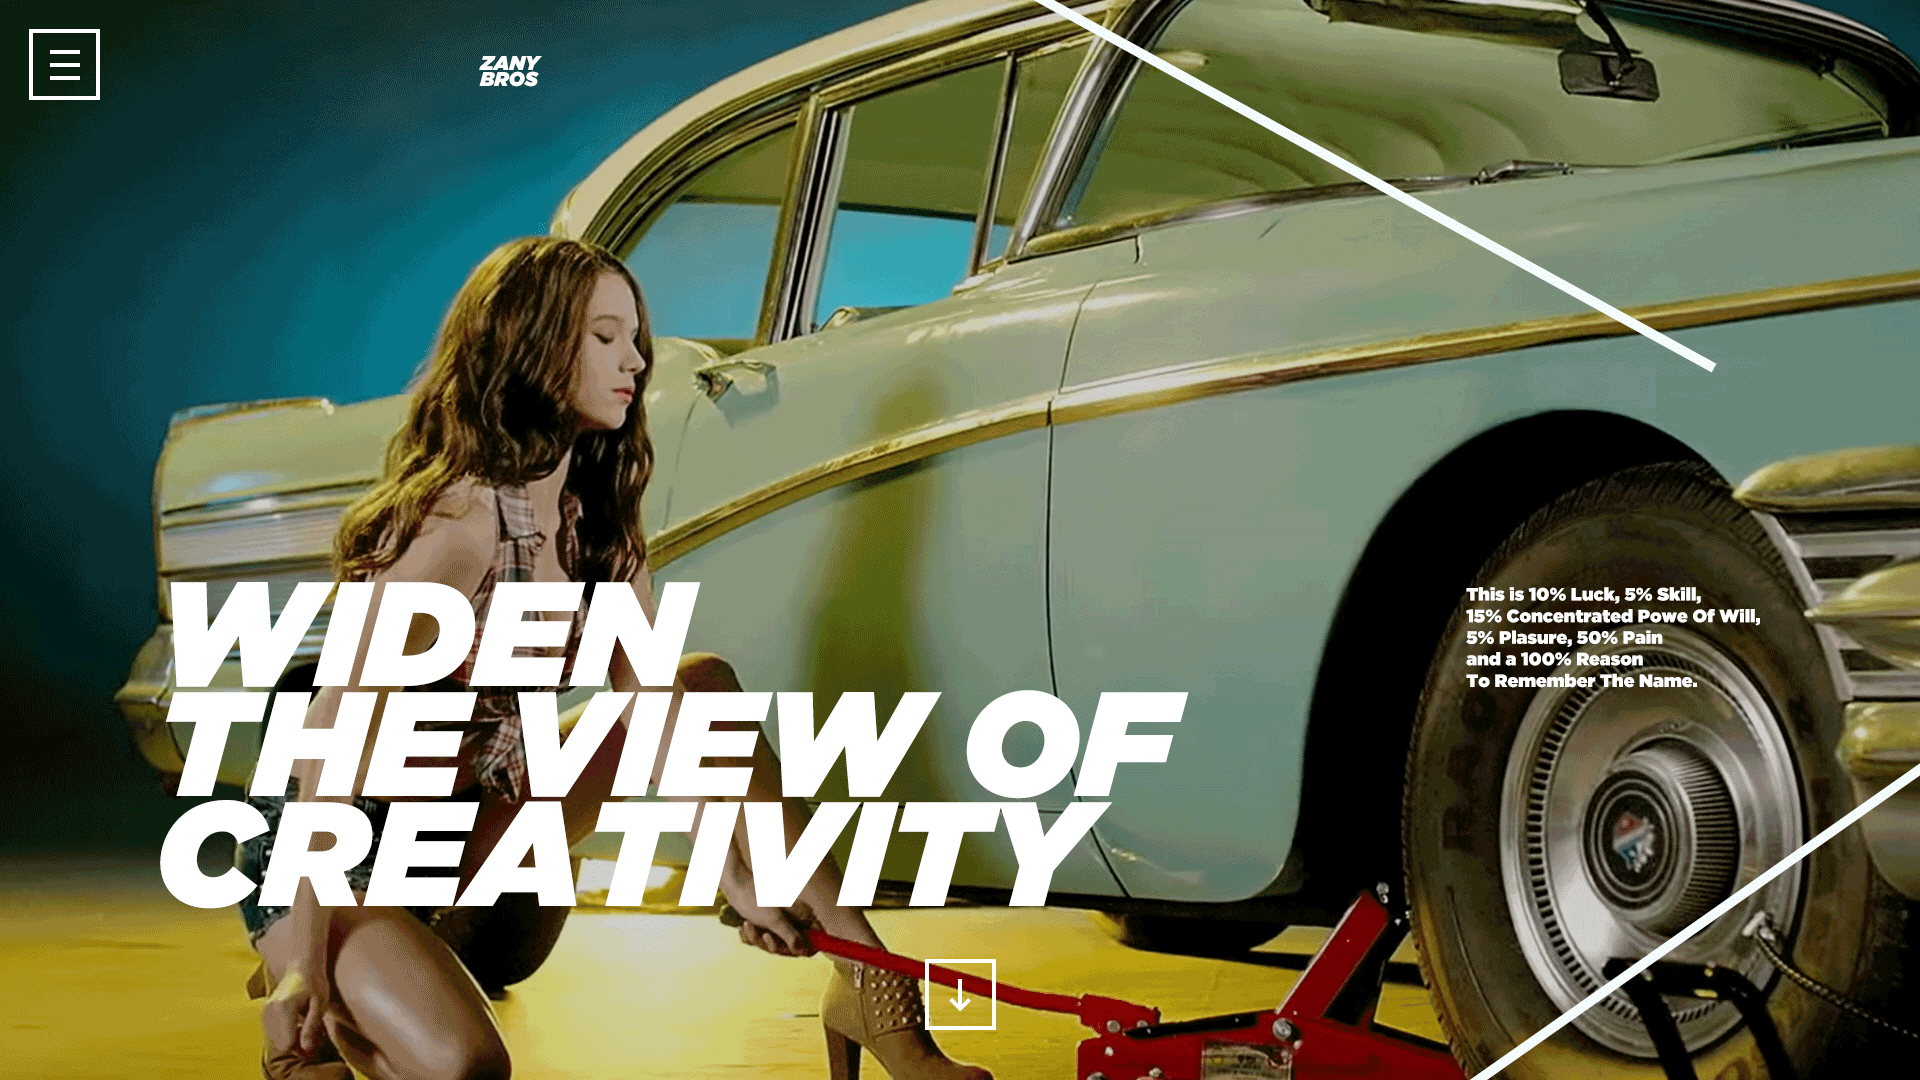 ZANY
BROS
WIDEN
THE VIEW OF
CREATIVITY
This is 10% Luck, 5% Skill,
15% Concentrated Powe Of Will,
5% Plasure, 50% Pain
and a 100% Reason
To Remember The Name.